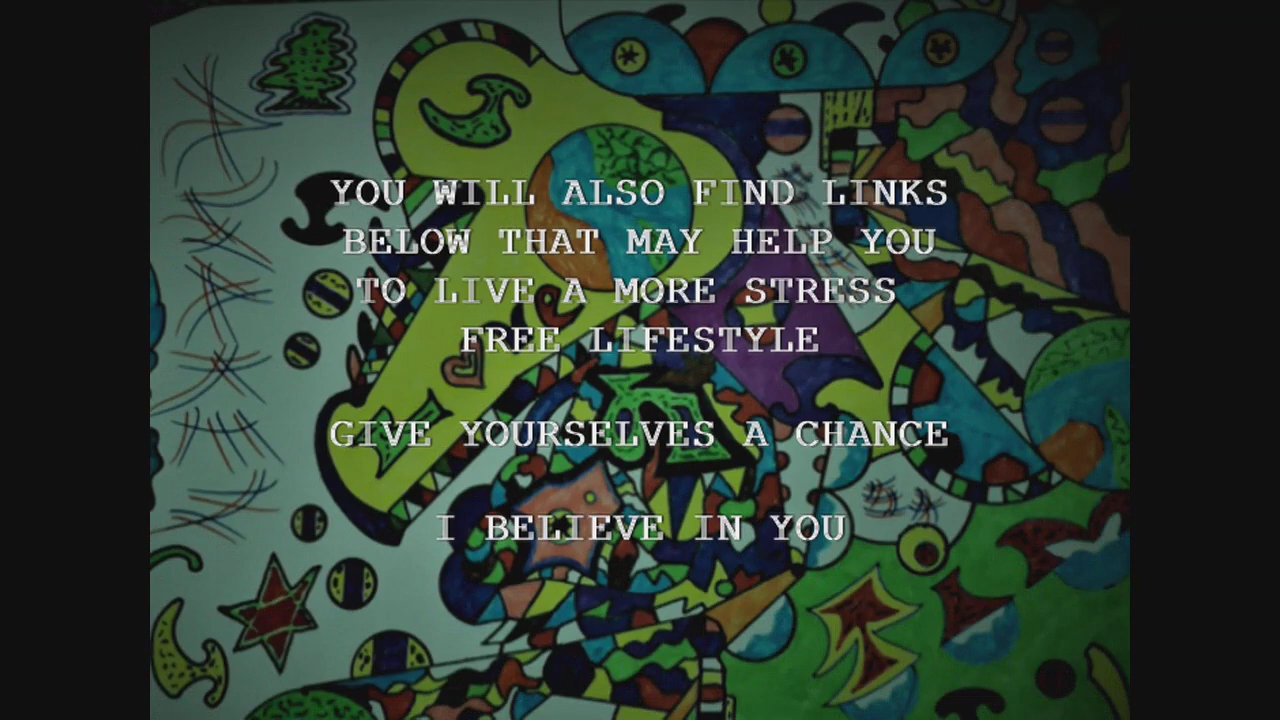 YOU WILL ALSO FIND LINKS
BELOW THAT MAY HELP YOU
TO LIVE A MORE STRESS
FREE LIFESTYLE
GIVE YOURSELVES A CHANCE
I BELIEVE IN YOU